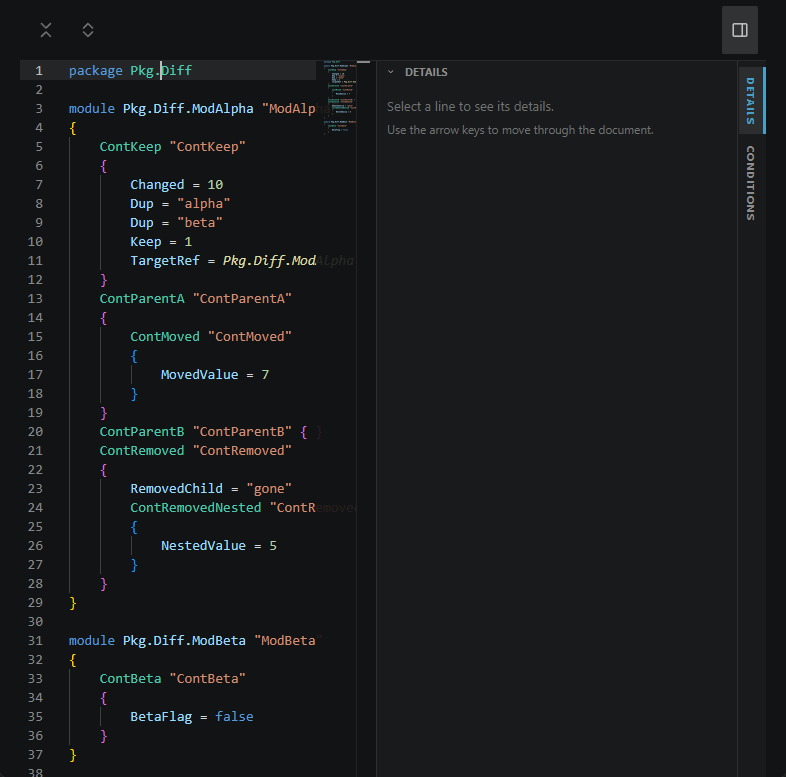 1 package Pkg.Diff
2
3 module Pkg.Diff.ModAlpha "ModAlp
4 {
5 ContKeep "ContKeep"
6 {
7 Changed = 10
8 Dup = "alpha"
9 Dup = "beta"
10 Keep = 1
11 TargetRef = Pkg.Diff.ModAlpha
12 }
13 ContParentA "ContParentA"
14 {
15 ContMoved "ContMoved"
16 {
17 MovedValue = 7
18 }
19 }
20 ContParentB "ContParentB" { }
21 ContRemoved "ContRemoved"
22 {
23 RemovedChild = "gone"
24 ContRemovedNested "ContRemove
25 {
26 NestedValue = 5
27 }
28 }
29 }
30
31 module Pkg.Diff.ModBeta "ModBeta
32 {
33 ContBeta "ContBeta"
34 {
35 BetaFlag = false
36 }
37 }
38
DETAILS
Select a line to see its details.
Use the arrow keys to move through the document.
DETAILS
CONDITIONS